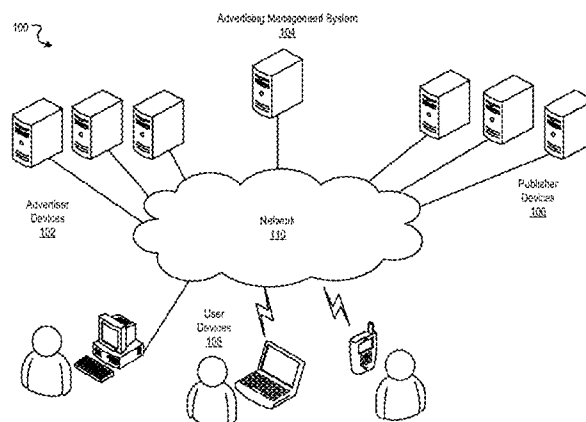 100
Advertising Management System
104
Advertiser
Devices
102
Publisher
Devices
106
Network
110
User
Devices
108